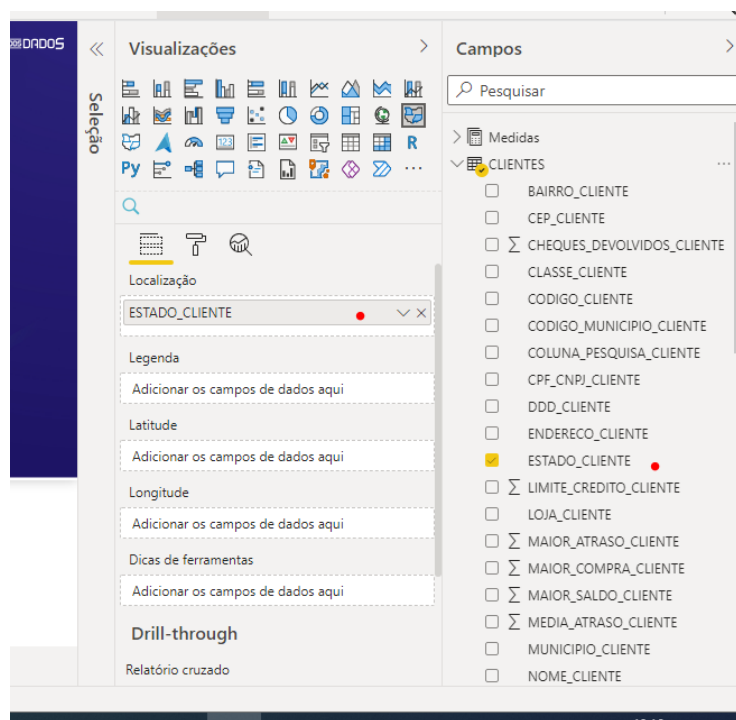 DADOS
Seleção
Visualizações
123
R
Py
Localização
ESTADO_CLIENTE
Legenda
Adicionar os campos de dados aqui
Latitude
Adicionar os campos de dados aqui
Longitude
Adicionar os campos de dados aqui
Dicas de ferramentas
Adicionar os campos de dados aqui
Drill-through
Relatório cruzado
Campos
Pesquisar
Medidas
CLIENTES
BAIRRO_CLIENTE
CEP_CLIENTE
∑ CHEQUES_DEVOLVIDOS_CLIENTE
CLASSE_CLIENTE
CODIGO_CLIENTE
CODIGO_MUNICIPIO_CLIENTE
COLUNA_PESQUISA_CLIENTE
CPF_CNPJ_CLIENTE
DDD_CLIENTE
ENDERECO_CLIENTE
ESTADO_CLIENTE
∑ LIMITE_CREDITO_CLIENTE
LOJA_CLIENTE
∑ MAIOR_ATRASO_CLIENTE
∑ MAIOR_COMPRA_CLIENTE
∑ MAIOR_SALDO_CLIENTE
∑ MEDIA_ATRASO_CLIENTE
MUNICIPIO_CLIENTE
NOME_CLIENTE